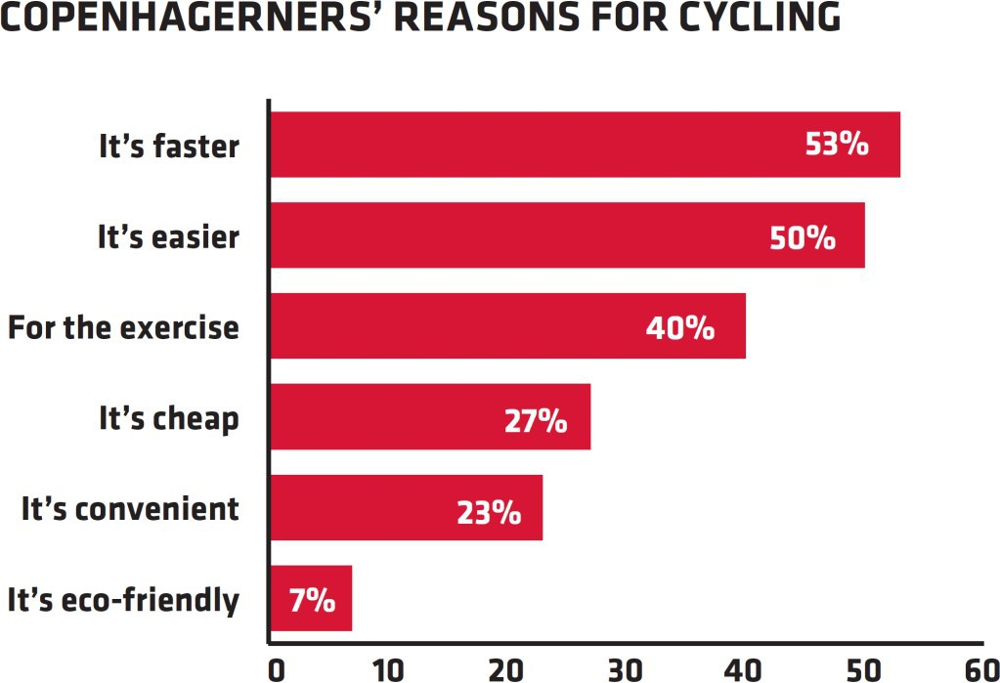 COPENHAGERNERS’ REASONS FOR CYCLING
It’s faster 53%
It’s easier 50%
For the exercise 40%
It’s cheap 27%
It’s convenient 23%
It’s eco-friendly 7%
0 10 20 30 40 50 60